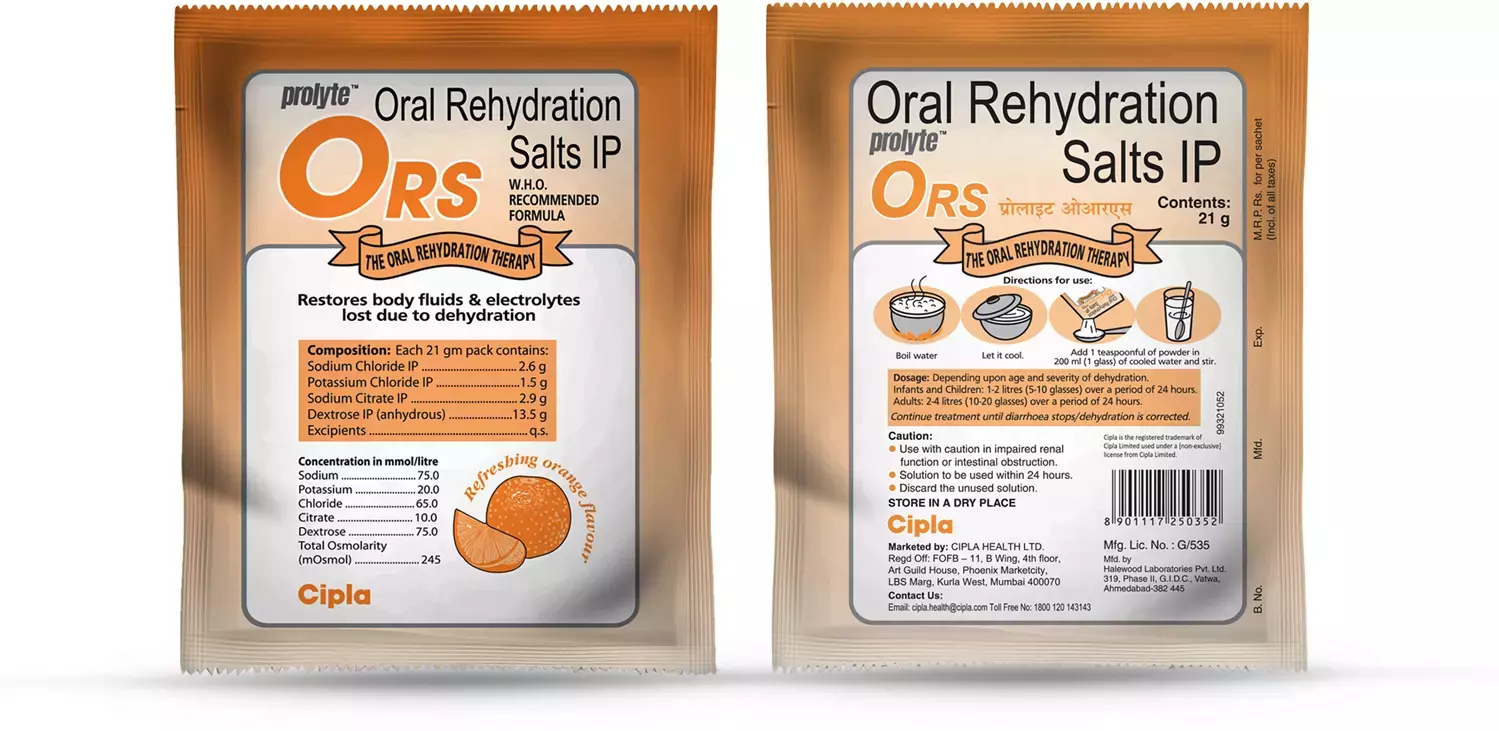 prolyte™ Oral Rehydration
Salts IP
ORS
W.H.O.
RECOMMENDED
FORMULA
THE ORAL REHYDRATION THERAPY
Restores body fluids & electrolytes
lost due to dehydration
Composition: Each 21 gm pack contains:
Sodium Chloride IP ............................ 2.6 g
Potassium Chloride IP .........................1.5 g
Sodium Citrate IP ............................... 2.9 g
Dextrose IP (anhydrous) ...................13.5 g
Excipients ............................................... q.s.
Concentration in mmol/litre
Sodium ........................75.0
Potassium ..................20.0
Chloride .....................65.0
Citrate ........................10.0
Dextrose ....................75.0
Total Osmolarity
(mOsmol) ................... 245
Refreshing orange flavour
Cipla
Oral Rehydration
prolyte™
Salts IP
ORS प्रोलाइट ओआरएस
Contents:
21 g
THE ORAL REHYDRATION THERAPY
Directions for use:
Boil water
Let it cool.
Add 1 teaspoonful of powder in
200 ml (1 glass) of cooled water and stir.
Dosage: Depending upon age and severity of dehydration.
Infants and Children: 1-2 litres (5-10 glasses) over a period of 24 hours.
Adults: 2-4 litres (10-20 glasses) over a period of 24 hours.
Continue treatment until diarrhoea stops/dehydration is corrected.
Caution:
• Use with caution in impaired renal
function or intestinal obstruction.
• Solution to be used within 24 hours.
• Discard the unused solution.
STORE IN A DRY PLACE
Cipla
Marketed by: CIPLA HEALTH LTD.
Regd Off: FOFB – 11, B Wing, 4th floor,
Art Guild House, Phoenix Marketcity,
LBS Marg, Kurla West, Mumbai 400070
Contact Us:
Email: cipla.health@cipla.com Toll Free No: 1800 120 143143
Cipla is the registered trademark of
Cipla Limited used under a [non-exclusive]
license from Cipla Limited.
8 901117 250352
Mfg. Lic. No. : G/535
Mfd. by
Halewood Laboratories Pvt. Ltd.
319, Phase II, G.I.D.C., Vatwa,
Ahmedabad-382 445
99321052
M.R.P. Rs. for per sachet
(Incl. of all taxes)
Exp.
Mfd.
B. No.